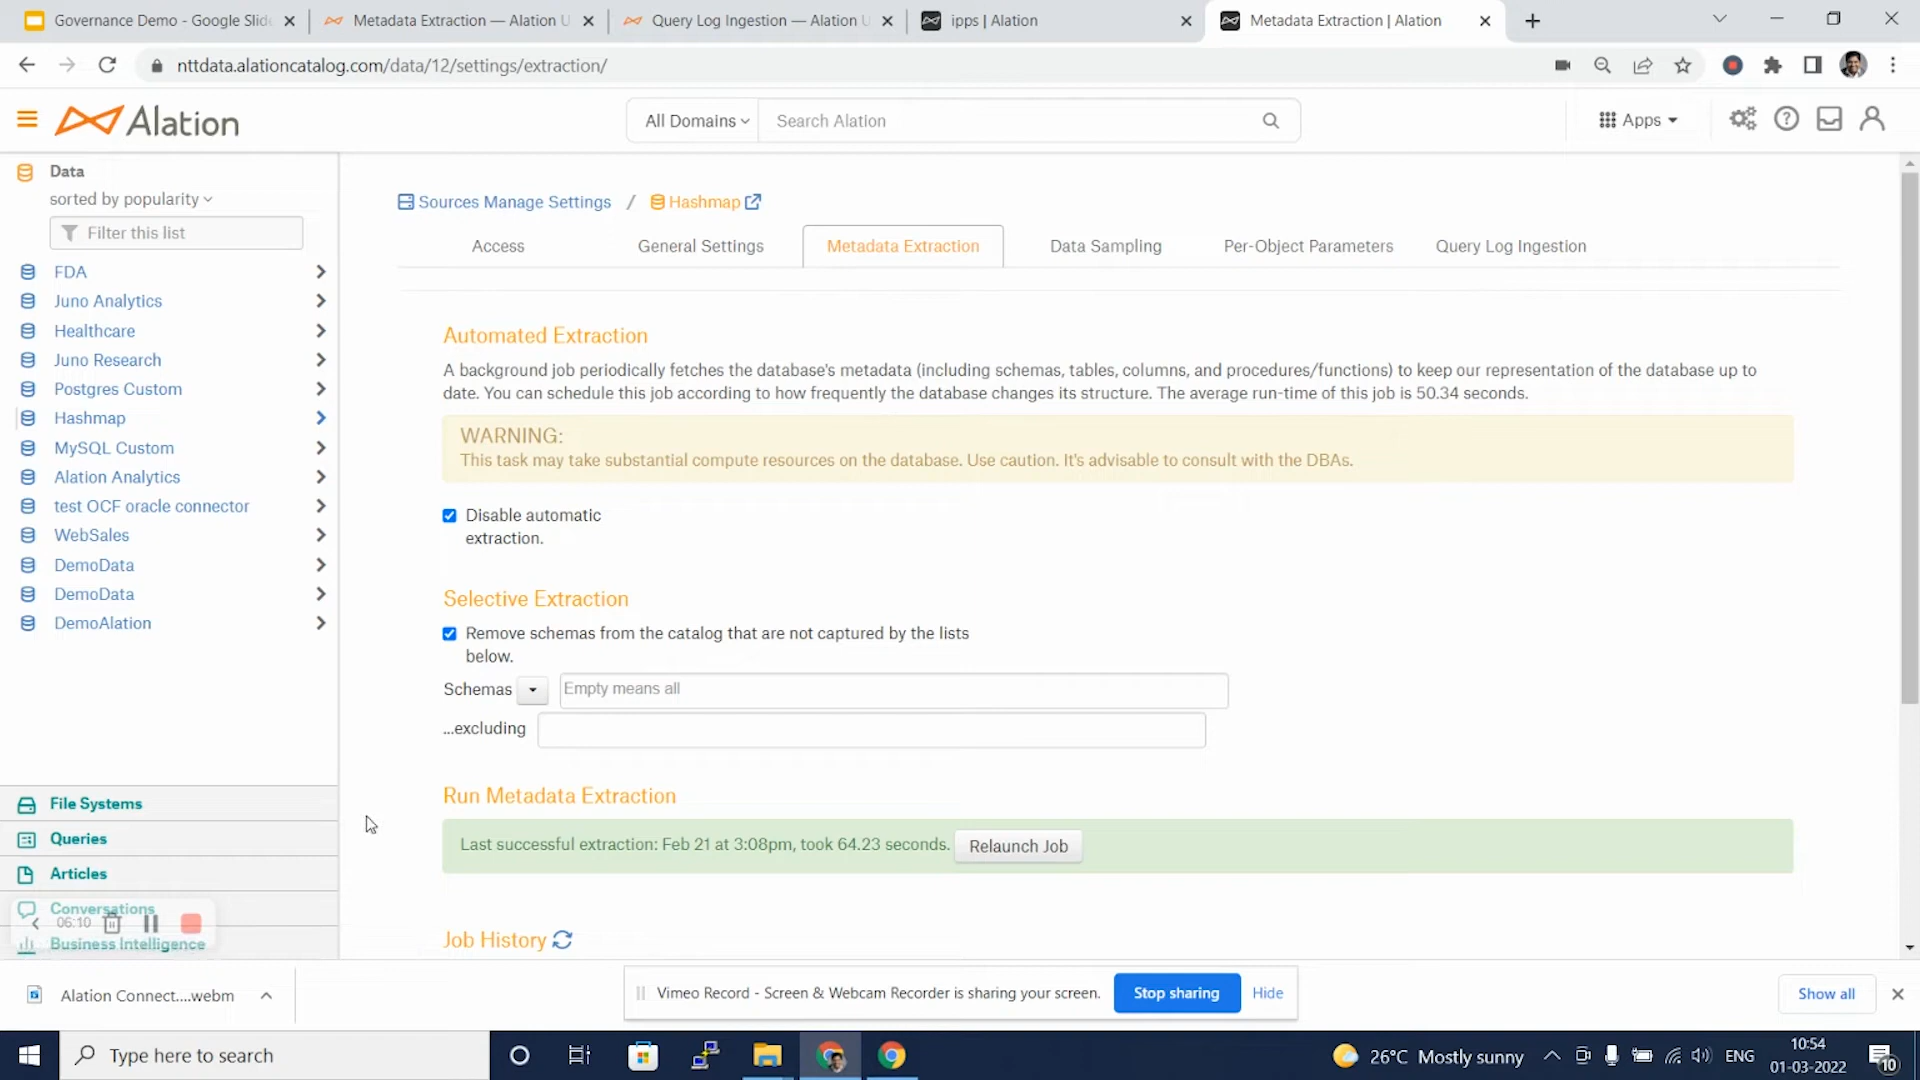 Governance Demo - Google Slide
Metadata Extraction — Alation U
Query Log Ingestion — Alation U
ipps | Alation
Metadata Extraction | Alation
nttdata.alationcatalog.com/data/12/settings/extraction/
Alation
All Domains
Search Alation
Apps
Data
sorted by popularity
Filter this list
FDA
Juno Analytics
Healthcare
Juno Research
Postgres Custom
Hashmap
MySQL Custom
Alation Analytics
test OCF oracle connector
WebSales
DemoData
DemoData
DemoAlation
File Systems
Queries
Articles
Conversations
06:10
Business Intelligence
Sources Manage Settings / Hashmap
Access
General Settings
Metadata Extraction
Data Sampling
Per-Object Parameters
Query Log Ingestion
Automated Extraction
A background job periodically fetches the database's metadata (including schemas, tables, columns, and procedures/functions) to keep our representation of the database up to
date. You can schedule this job according to how frequently the database changes its structure. The average run-time of this job is 50.34 seconds.
WARNING:
This task may take substantial compute resources on the database. Use caution. It's advisable to consult with the DBAs.
Disable automatic
extraction.
Selective Extraction
Remove schemas from the catalog that are not captured by the lists
below.
Schemas
Empty means all
...excluding
Run Metadata Extraction
Last successful extraction: Feb 21 at 3:08pm, took 64.23 seconds.
Relaunch Job
Job History
Alation Connect....webm
Vimeo Record - Screen & Webcam Recorder is sharing your screen.
Stop sharing
Hide
Show all
Type here to search
26°C Mostly sunny
ENG
10:54
01-03-2022
10